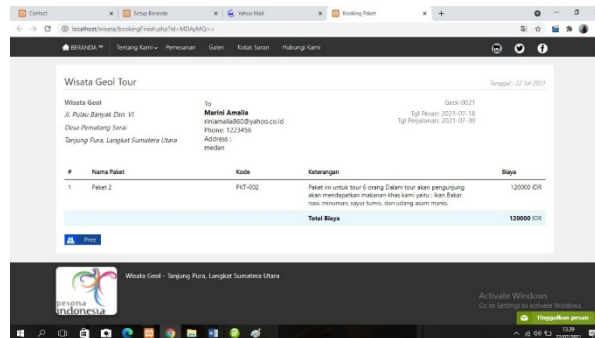 Contact
Setup Beranda
Yahoo Mail
Booking Paket
localhost/wisata/bookingFinish.php?id=MDAyMQ==
BERANDA
Tentang Kami
Pemesanan
Galeri
Kotak Saran
Hubungi Kami
Wisata Geol Tour
Tanggal : 22 Jul 2021
Wisata Geol
Jl. Pulau Banyak Dsn. VI
Desa Pematang Serai
Tanjung Pura, Langkat Sumatera Utara
To
Marini Amalia
riniamalia860@yahoo.co.id
Phone: 1223456
Address :
medan
Geol-0021
Tgl Pesan: 2021-07-18
Tgl Perjalanan: 2021-07-30
# Nama Paket Kode Keterangan Biaya
1 Paket 2 PKT-002 Paket ini untuk tour 6 orang Dalam tour akan pengunjung 120000 IDR
akan mendapatkan makanan khas kami yaitu : Ikan Bakar,
nasi, minuman, sayur tumis, dan udang asam manis.
Total Biaya 120000 IDR
Print
Wisata Geol - Tanjung Pura, Langkat Sumatera Utara
pesona
indonesia
Activate Windows
Go to Settings to activate Windows.
Tinggalkan pesan
13.39
22/07/2021